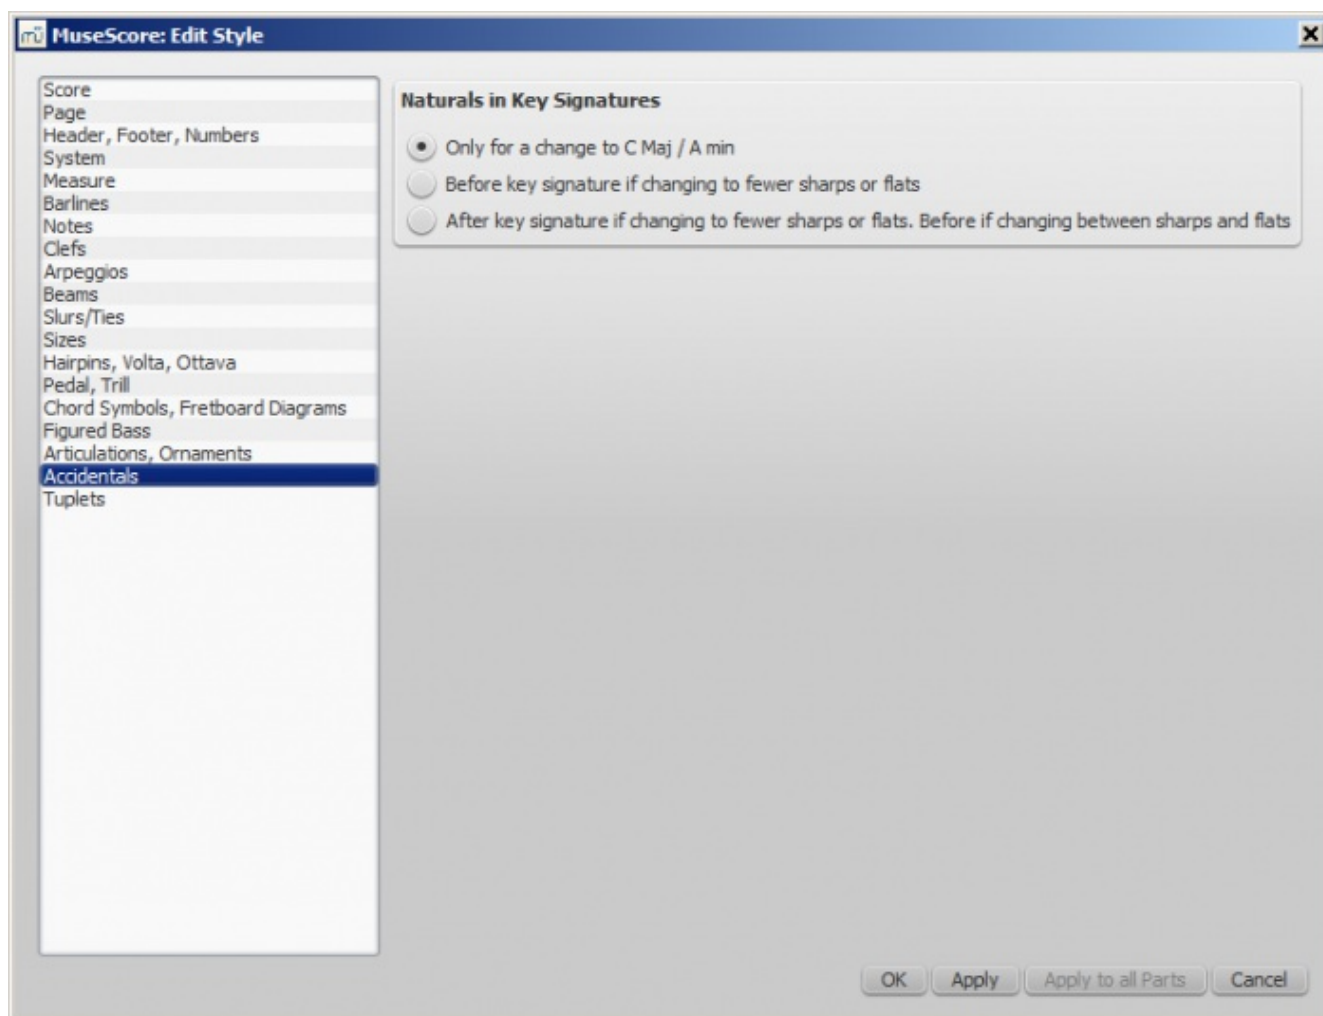 mü MuseScore: Edit Style
Score
Page
Header, Footer, Numbers
System
Measure
Barlines
Notes
Clefs
Arpeggios
Beams
Slurs/Ties
Sizes
Hairpins, Volta, Ottava
Pedal, Trill
Chord Symbols, Fretboard Diagrams
Figured Bass
Articulations, Ornaments
Accidentals
Tuplets
Naturals in Key Signatures
Only for a change to C Maj / A min
Before key signature if changing to fewer sharps or flats
After key signature if changing to fewer sharps or flats. Before if changing between sharps and flats
OK Apply Apply to all Parts Cancel